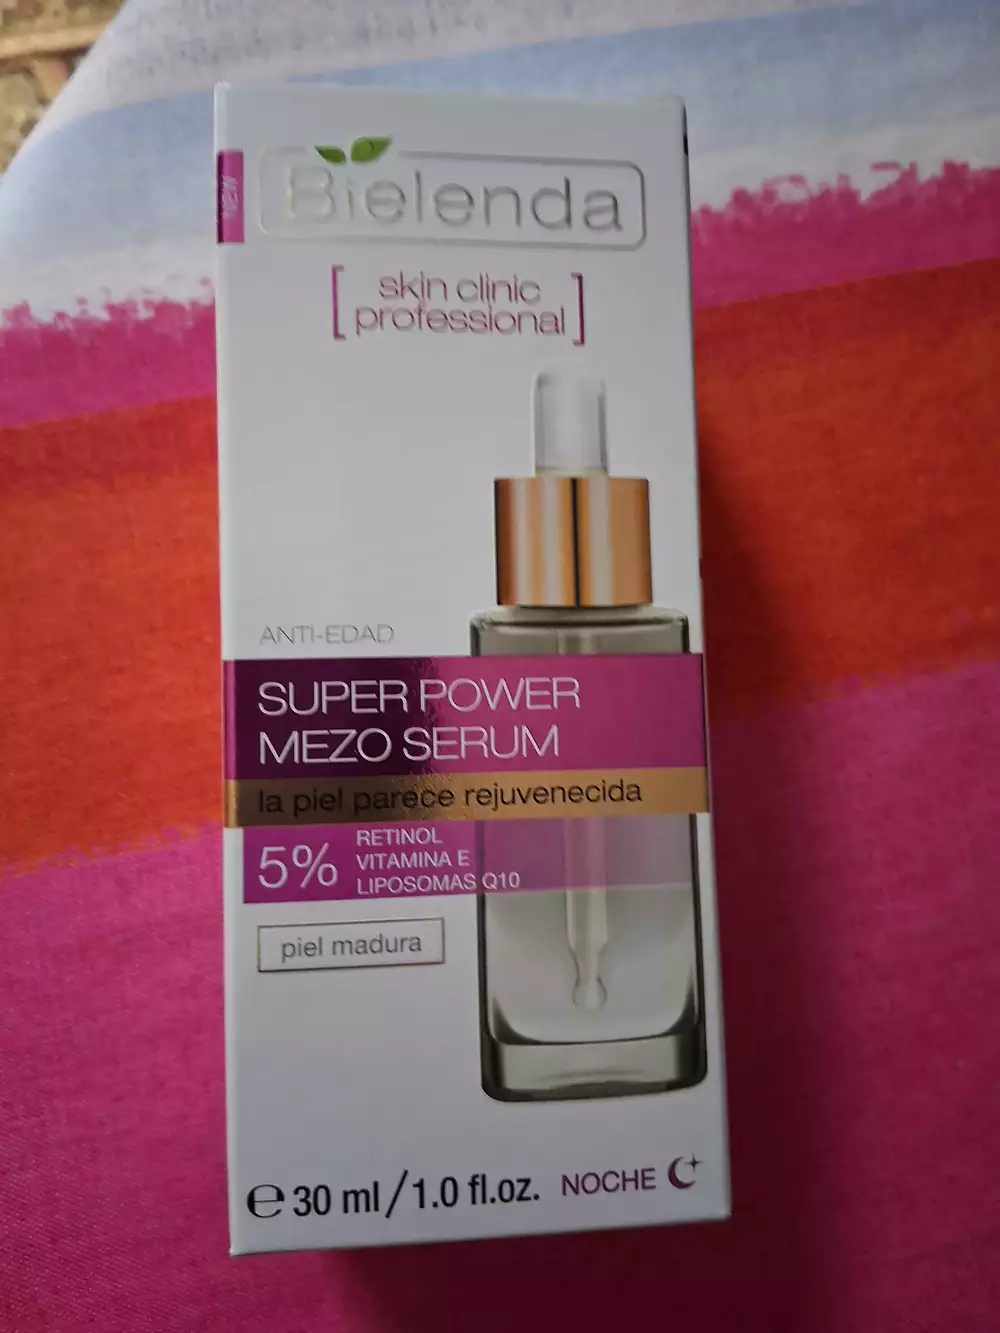 Bielenda
skin clinic
professional
ANTI-EDAD
SUPER POWER
MEZO SERUM
la piel parece rejuvenecida
5% RETINOL
VITAMINA E
LIPOSOMAS Q10
piel madura
℮ 30 ml/1.0 fl.oz. NOCHE